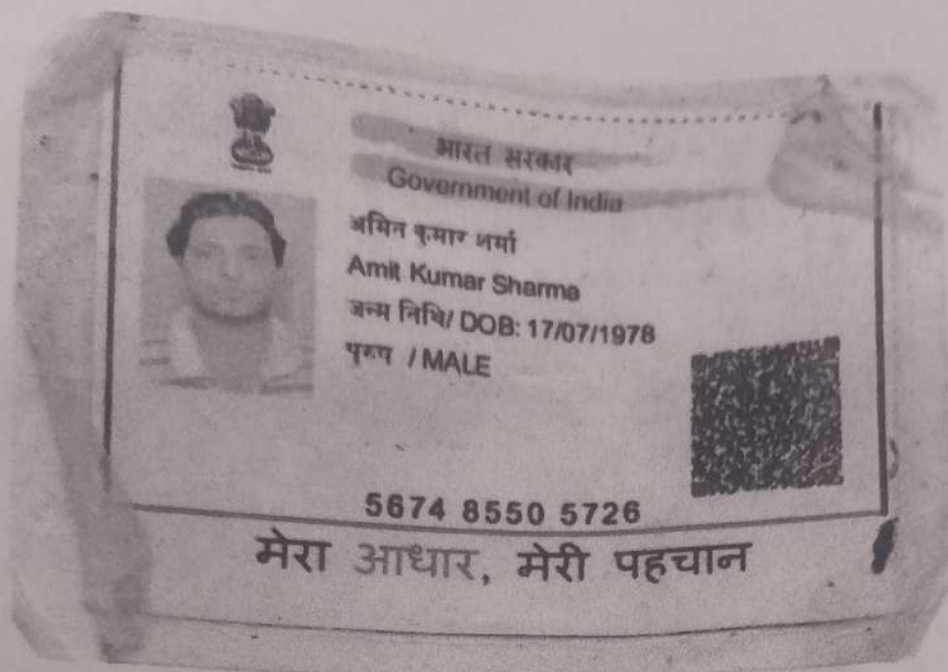 भारत सरकार
Government of India
अमित कुमार शर्मा
Amit Kumar Sharma
जन्म तिथि/ DOB: 17/07/1978
पुरुष / MALE
5674 8550 5726
मेरा आधार, मेरी पहचान